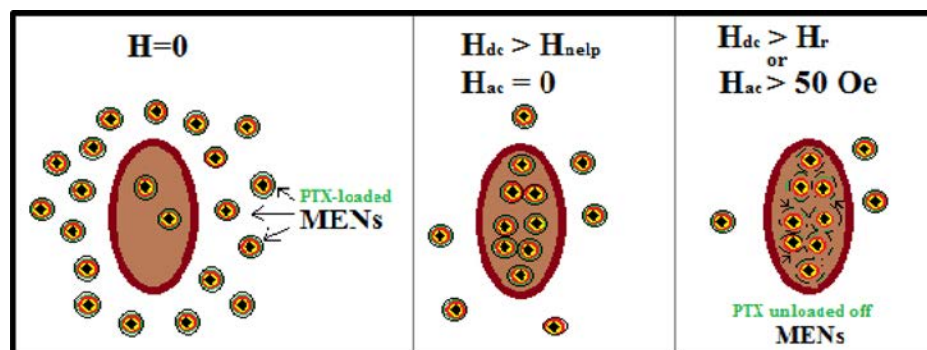 H=0
PTX-loaded
MENs
Hdc > Hnelp
Hac = 0
Hdc > Hr
or
Hac > 50 Oe
PTX unloaded off
MENs